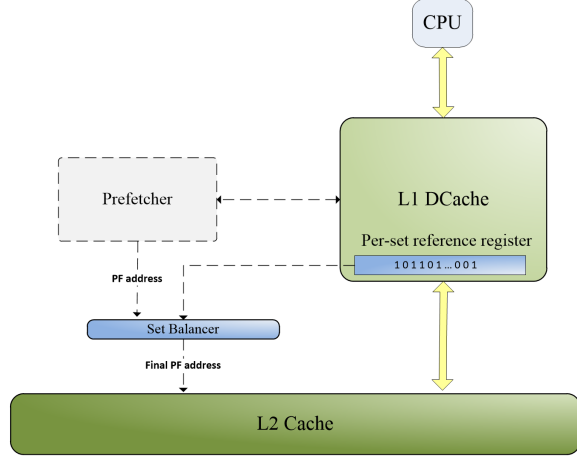 CPU
L1 DCache
Prefetcher
Per-set reference register
101101...001
PF address
Set Balancer
Final PF address
L2 Cache